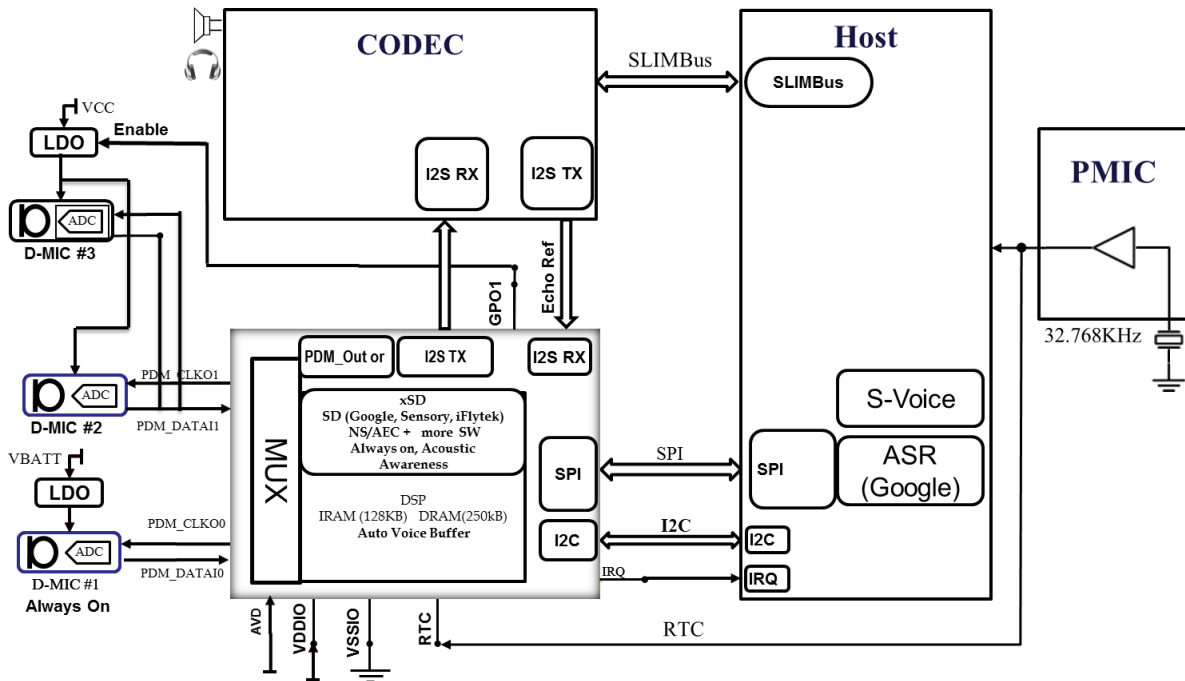 CODEC
Host
SLIMBus
SLIMBus
VCC
LDO
Enable
I2S RX
I2S TX
PMIC
ADC
D-MIC #3
GPO1
Echo Ref
32.768KHz
PDM_Out or
I2S TX
I2S RX
PDM_CLKO1
ADC
D-MIC #2
PDM_DATAI1
MUX
xSD
SD (Google, Sensory, iFlytek)
NS/AEC + more SW
Always on, Acoustic
Awareness
S-Voice
VBATT
LDO
SPI
SPI
SPI
ASR
(Google)
DSP
IRAM (128KB) DRAM(250kB)
Auto Voice Buffer
PDM_CLKO0
ADC
PDM_DATAI0
D-MIC #1
Always On
I2C
I2C
I2C
IRQ
IRQ
AVD
VDDIO
VSSIO
RTC
RTC